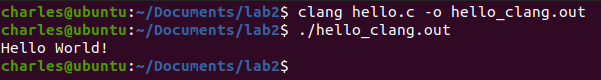 charles@ubuntu:~/Documents/lab2$ clang hello.c -o hello_clang.out
charles@ubuntu:~/Documents/lab2$ ./hello_clang.out
Hello World!
charles@ubuntu:~/Documents/lab2$